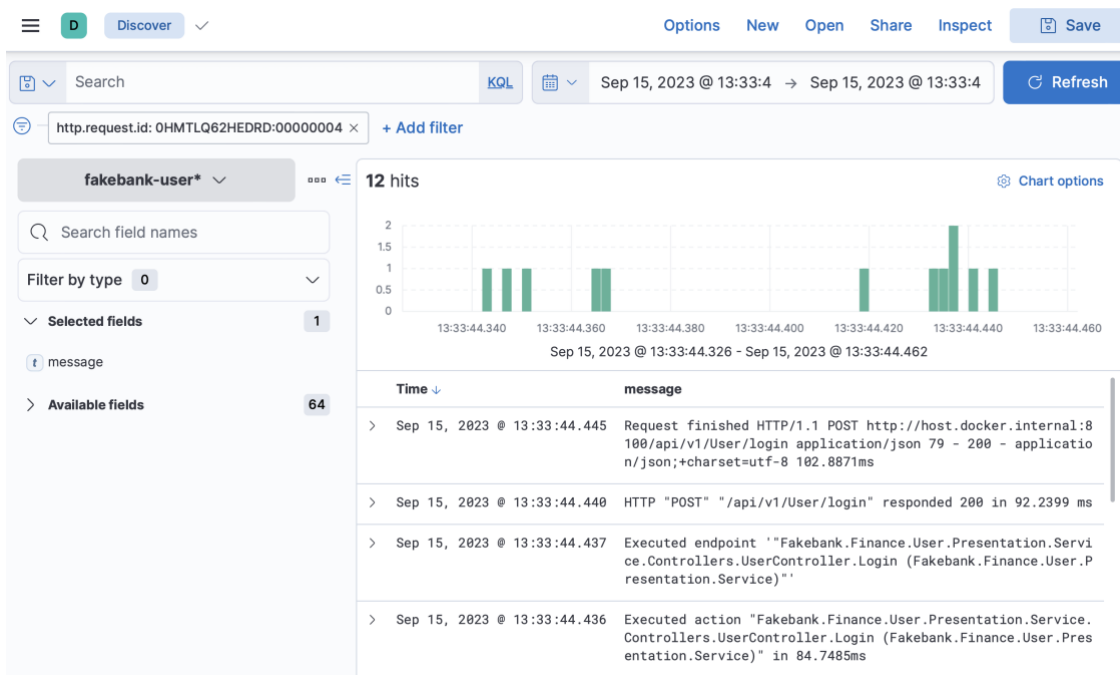 D Discover Options New Open Share Inspect Save
Search KQL Sep 15, 2023 @ 13:33:4 → Sep 15, 2023 @ 13:33:4 Refresh
http.request.id: 0HMTLQ62HEDRD:00000004 × + Add filter
fakebank-user*
12 hits
Chart options
Search field names
Filter by type 0
Selected fields 1
t message
Available fields 64
2
1.5
1
0.5
0
13:33:44.340 13:33:44.360 13:33:44.380 13:33:44.400 13:33:44.420 13:33:44.440 13:33:44.460
Sep 15, 2023 @ 13:33:44.326 - Sep 15, 2023 @ 13:33:44.462
Time ↓ message
Sep 15, 2023 @ 13:33:44.445 Request finished HTTP/1.1 POST http://host.docker.internal:8
100/api/v1/User/login application/json 79 - 200 - applicatio
n/json;+charset=utf-8 102.8871ms
Sep 15, 2023 @ 13:33:44.440 HTTP "POST" "/api/v1/User/login" responded 200 in 92.2399 ms
Sep 15, 2023 @ 13:33:44.437 Executed endpoint '"Fakebank.Finance.User.Presentation.Servi
ce.Controllers.UserController.Login (Fakebank.Finance.User.P
resentation.Service)"'
Sep 15, 2023 @ 13:33:44.436 Executed action "Fakebank.Finance.User.Presentation.Service.
Controllers.UserController.Login (Fakebank.Finance.User.Pres
entation.Service)" in 84.7485ms